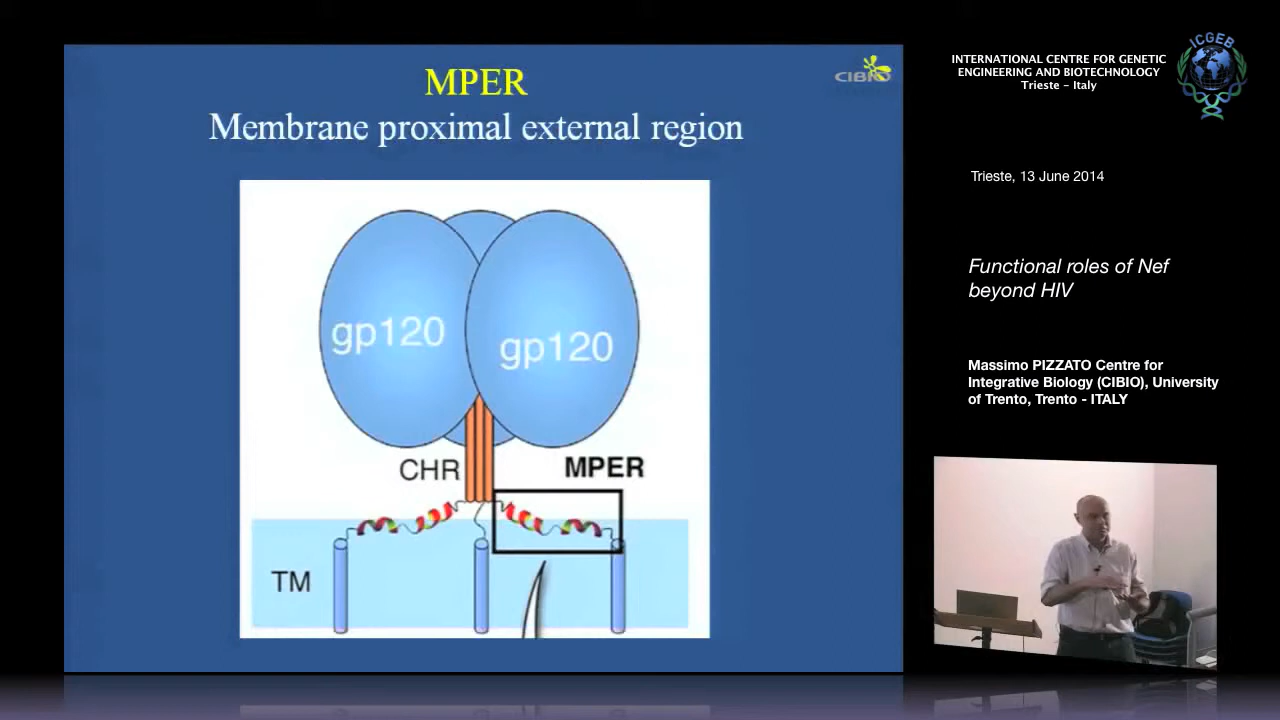 MPER
Membrane proximal external region
CIBIO
gp120
gp120
CHR
MPER
TM
INTERNATIONAL CENTRE FOR GENETIC
ENGINEERING AND BIOTECHNOLOGY
Trieste - Italy
ICGEB
Trieste, 13 June 2014
Functional roles of Nef
beyond HIV
Massimo PIZZATO Centre for
Integrative Biology (CIBIO), University
of Trento, Trento - ITALY